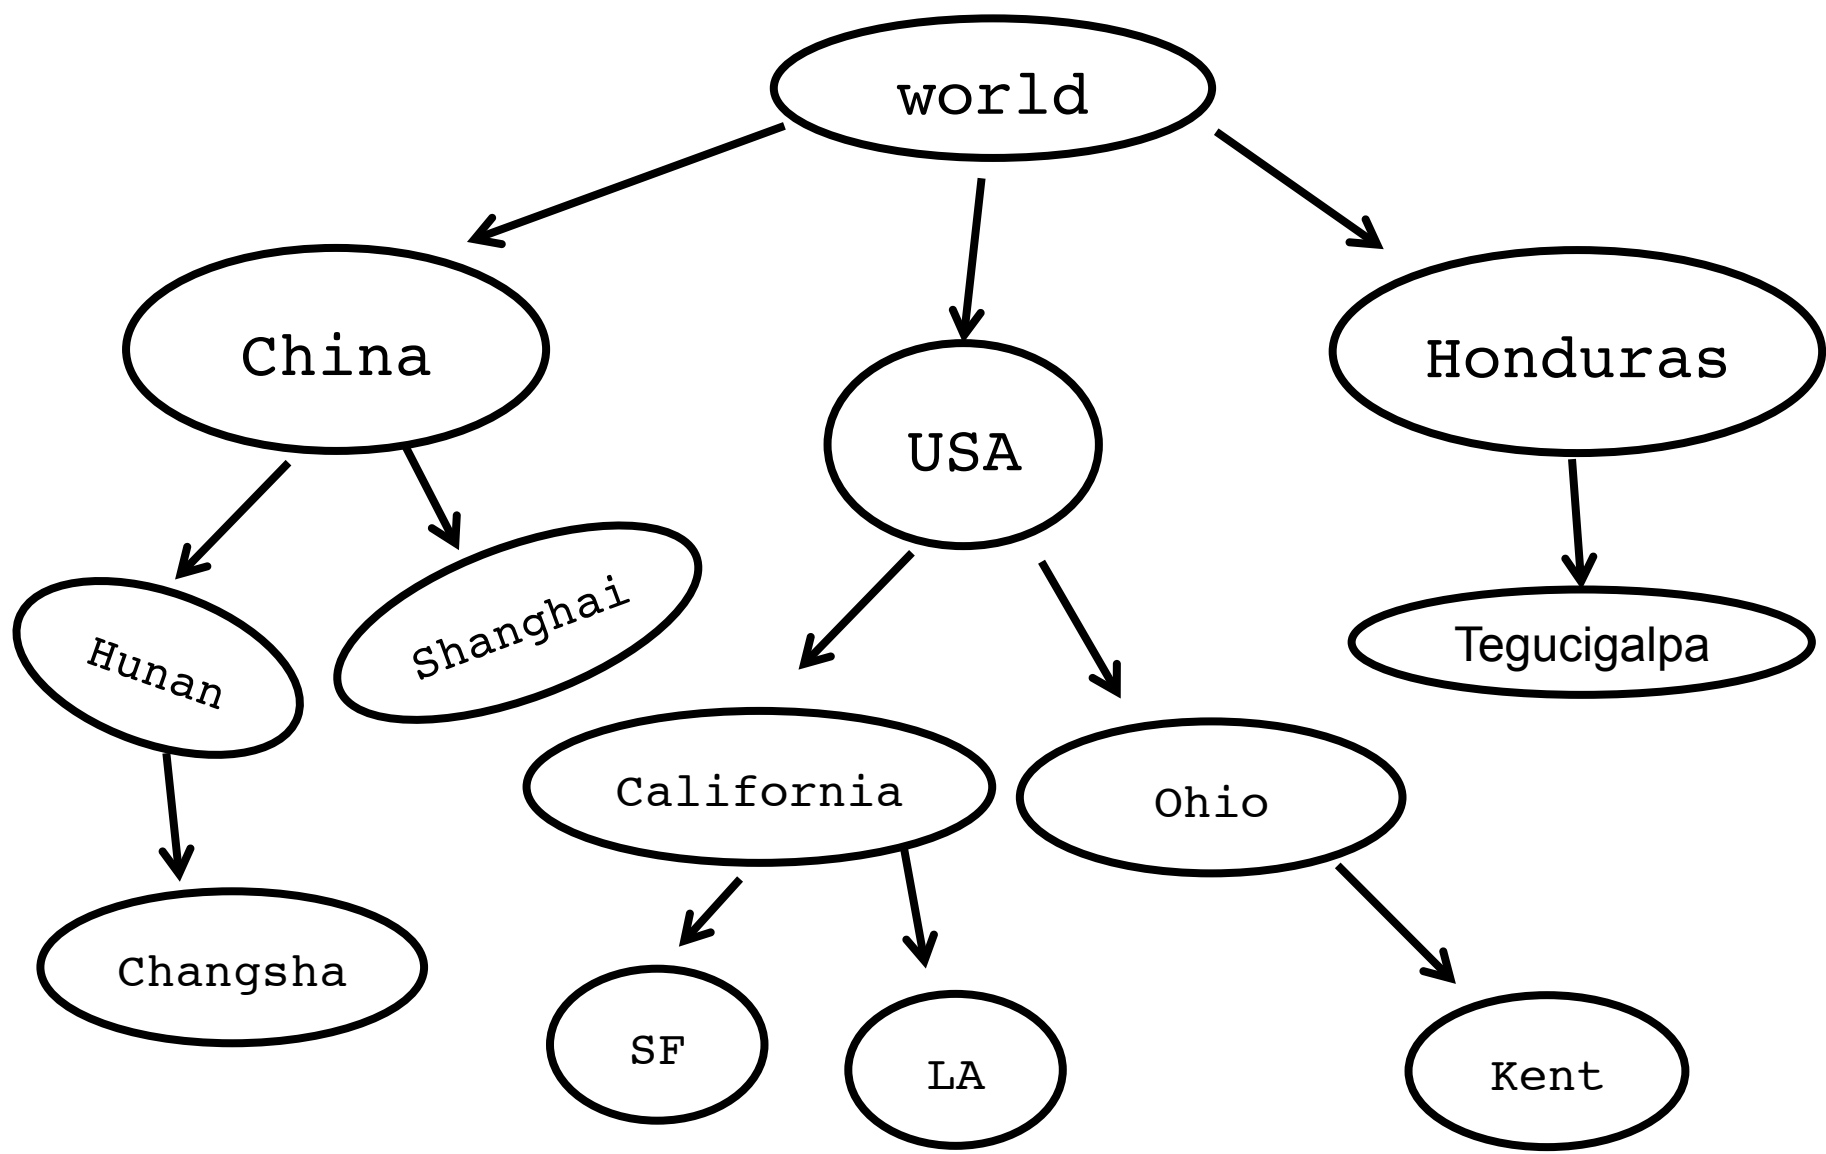 world
China
USA
Honduras
Hunan
Shanghai
Tegucigalpa
California
Ohio
Changsha
SF
LA
Kent